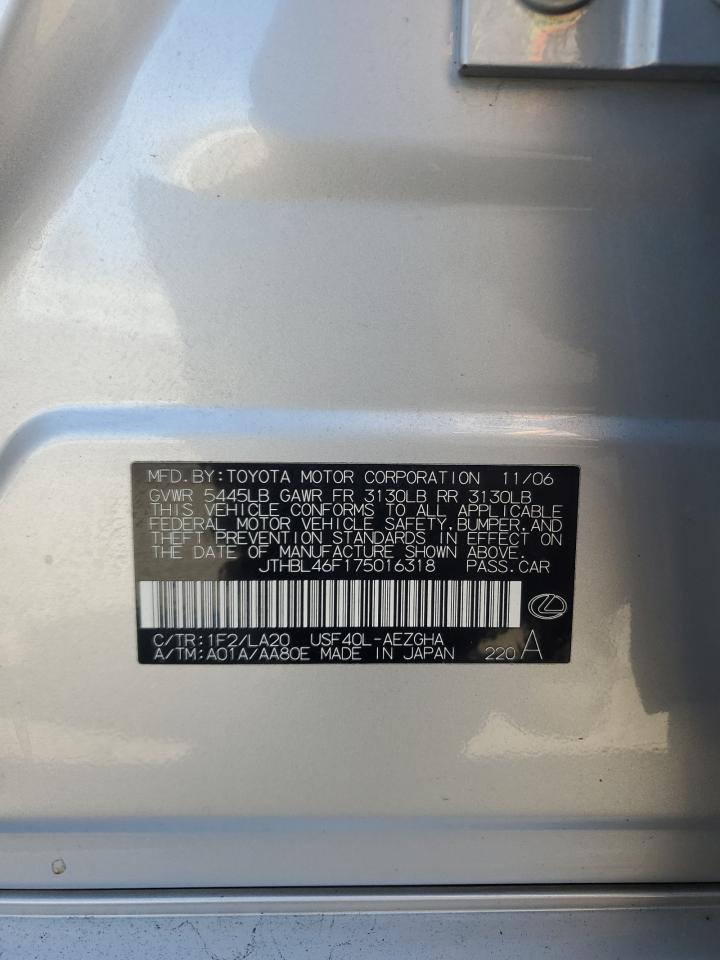 MFD. BY: TOYOTA MOTOR CORPORATION 11/06
GVWR 5445LB GAWR FR 3130LB RR 3130LB
THIS VEHICLE CONFORMS TO ALL APPLICABLE
FEDERAL MOTOR VEHICLE SAFETY, BUMPER, AND
THEFT PREVENTION STANDARDS IN EFFECT ON
THE DATE OF MANUFACTURE SHOWN ABOVE.
JTHBL46F175016318 PASS. CAR
C/TR: 1F2/LA20 USF40L-AEZGHA
A/TM: A01A/AA80E MADE IN JAPAN 220 A